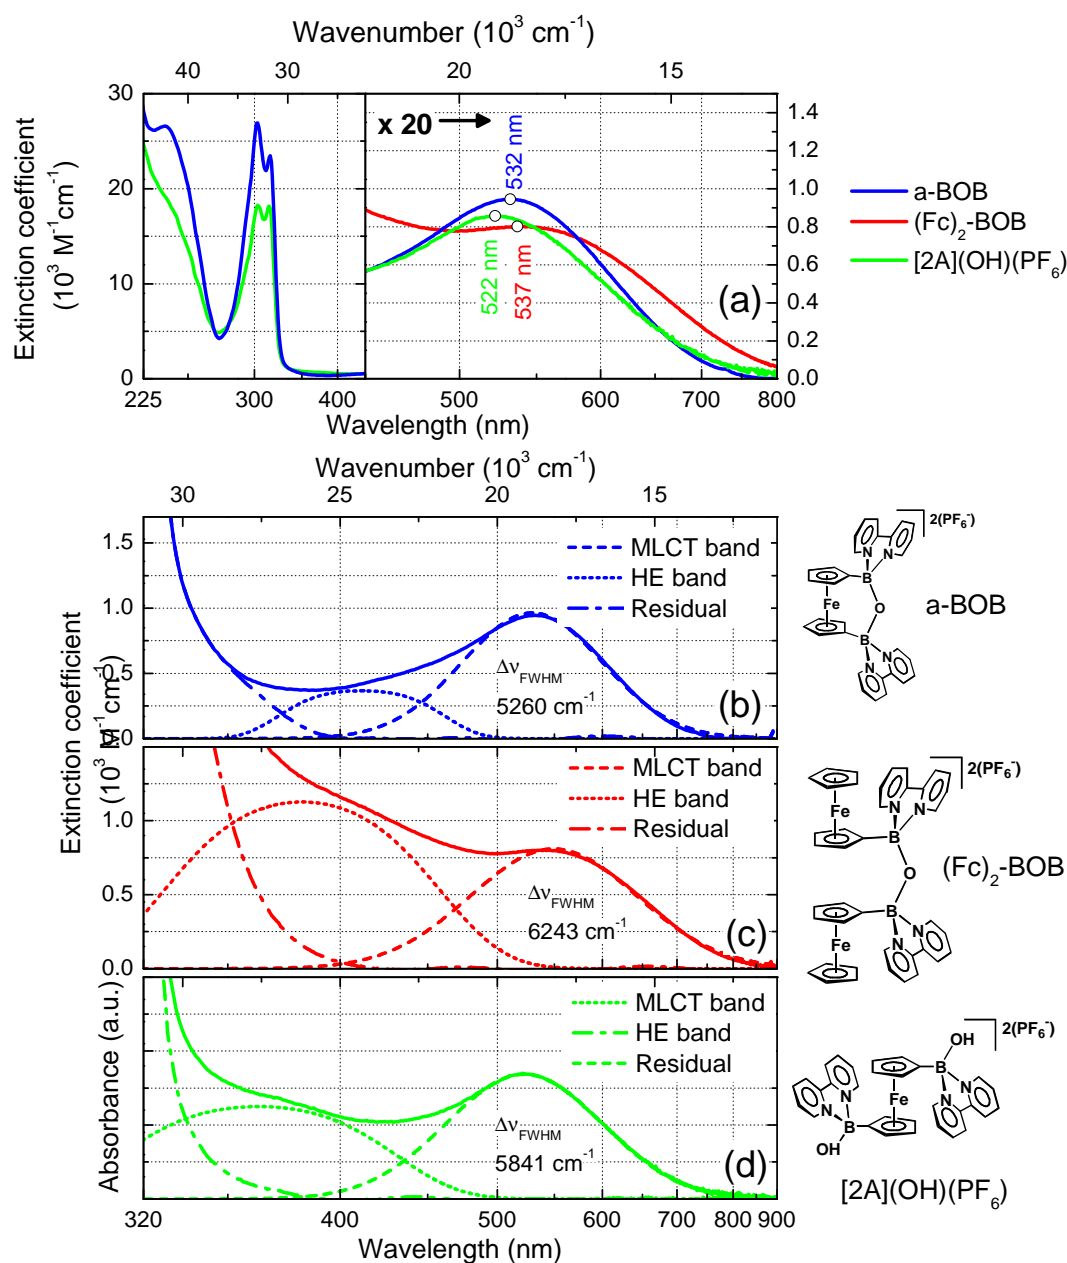 Wavenumber (10³ cm⁻¹)
40 30 20 15
Extinction coefficient
(10³ M⁻¹cm⁻¹)
30
20
10
0
x 20
532 nm
522 nm
537 nm
(a)
1.4
1.2
1.0
0.8
0.6
0.4
0.2
0.0
225 300 400 500 600 700 800
Wavelength (nm)
a-BOB
(Fc)₂-BOB
[2A](OH)(PF₆)
Wavenumber (10³ cm⁻¹)
30 25 20 15
Extinction coefficient
(10³ M⁻¹cm⁻¹)
1.5
1.0
0.5
0.0
MLCT band
HE band
Residual
Δν_FWHM
5260 cm⁻¹
(b)
1.0
0.5
0.0
MLCT band
HE band
Residual
Δν_FWHM
6243 cm⁻¹
(c)
Absorbance (a.u.)
MLCT band
HE band
Residual
Δν_FWHM
5841 cm⁻¹
(d)
320 400 500 600 700 800 900
Wavelength (nm)
2(PF₆⁻)
N
N
B
Fe
O
B
N
N
a-BOB
2(PF₆⁻)
Fe
N
N
B
O
(Fc)₂-BOB
B
Fe
N
N
2(PF₆⁻)
OH
B
N
N
Fe
N
N
B
OH
[2A](OH)(PF₆)